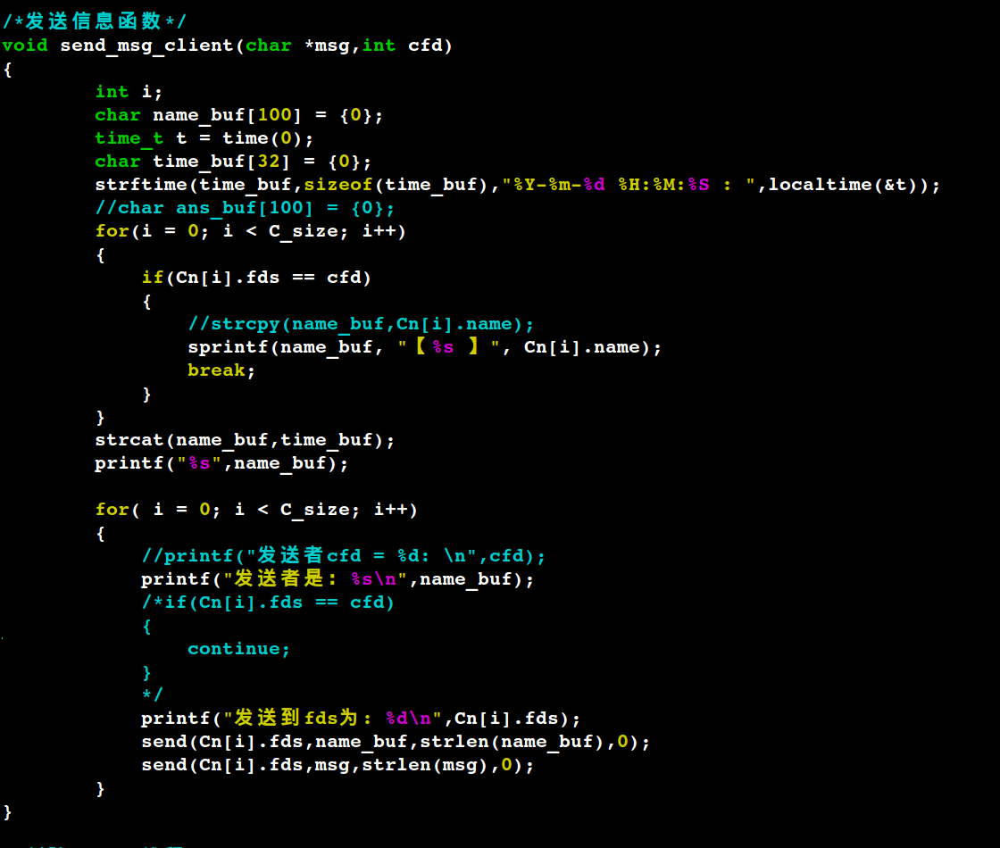 /*发送信息函数*/
void send_msg_client(char *msg,int cfd)
{
int i;
char name_buf[100] = {0};
time_t t = time(0);
char time_buf[32] = {0};
strftime(time_buf,sizeof(time_buf),"%Y-%m-%d %H:%M:%S : ",localtime(&t));
//char ans_buf[100] = {0};
for(i = 0; i < C_size; i++)
{
if(Cn[i].fds == cfd)
{
//strcpy(name_buf,Cn[i].name);
sprintf(name_buf, "【 %s 】", Cn[i].name);
break;
}
}
strcat(name_buf,time_buf);
printf("%s",name_buf);
for( i = 0; i < C_size; i++)
{
//printf("发送者cfd = %d: \n",cfd);
printf("发送者是: %s\n",name_buf);
/*if(Cn[i].fds == cfd)
{
continue;
}
*/
printf("发送到fds为: %d\n",Cn[i].fds);
send(Cn[i].fds,name_buf,strlen(name_buf),0);
send(Cn[i].fds,msg,strlen(msg),0);
}
}